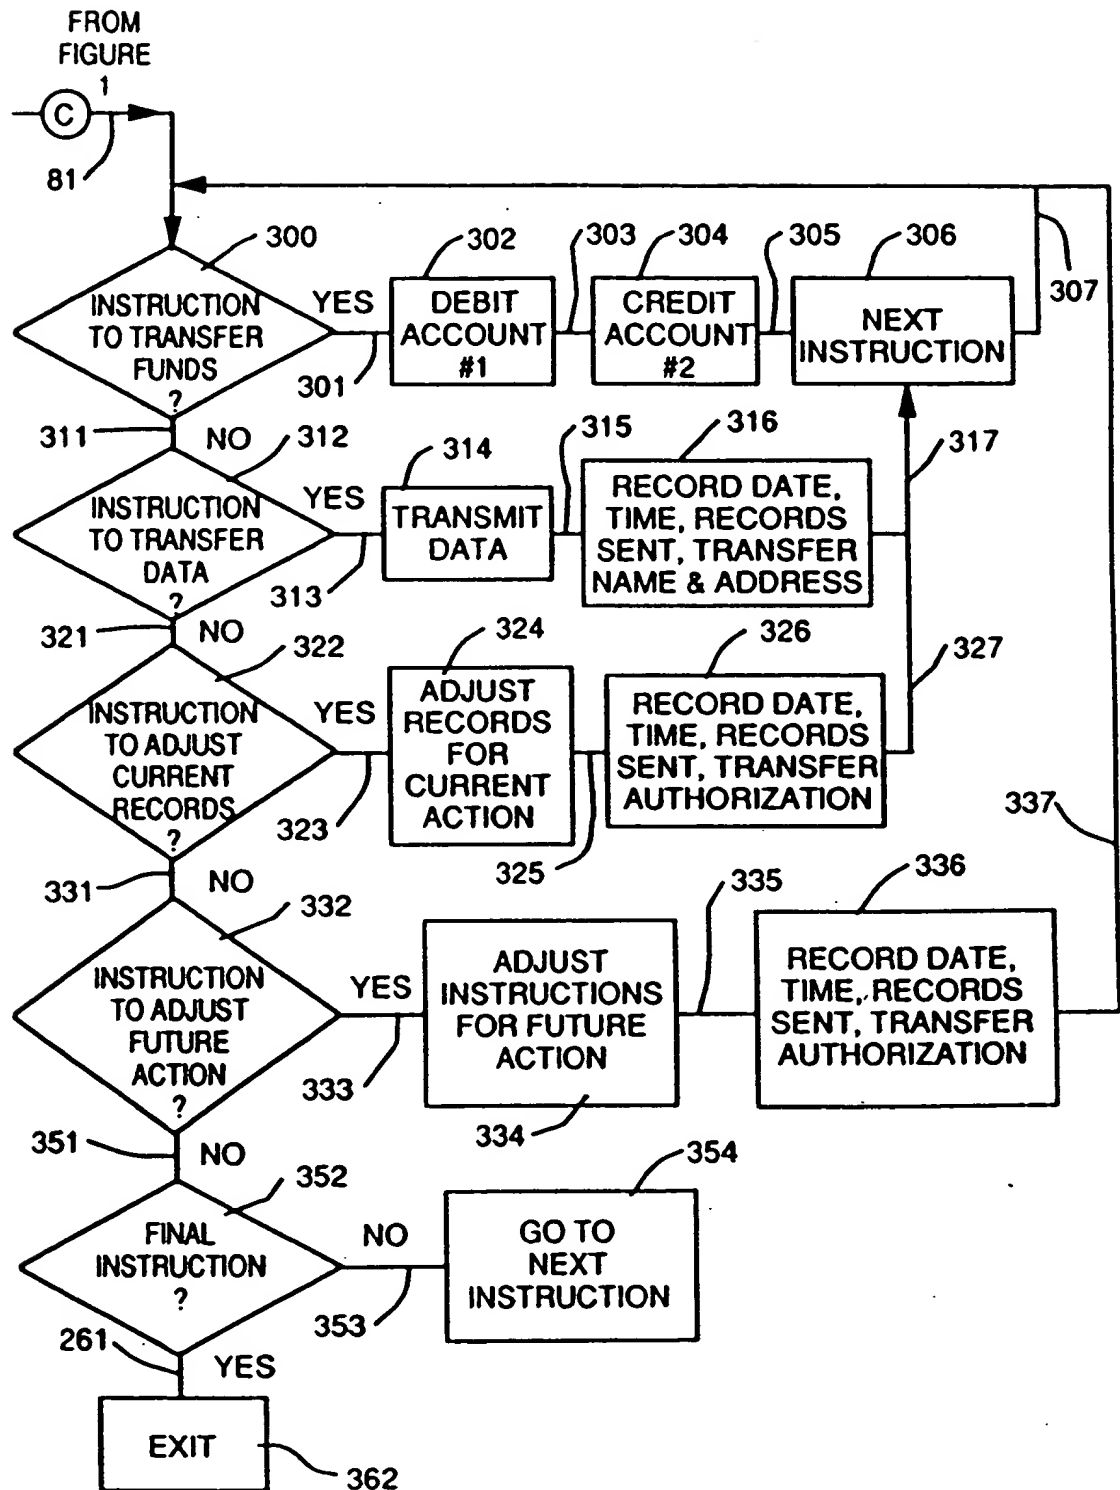 FROM
FIGURE
1
C
81
300
INSTRUCTION
TO TRANSFER
FUNDS
?
YES
301
302
DEBIT
ACCOUNT
#1
303
304
CREDIT
ACCOUNT
#2
305
306
NEXT
INSTRUCTION
307
311
NO
312
INSTRUCTION
TO TRANSFER
DATA
?
YES
313
314
TRANSMIT
DATA
315
316
RECORD DATE,
TIME, RECORDS
SENT, TRANSFER
NAME & ADDRESS
317
321
NO
322
INSTRUCTION
TO ADJUST
CURRENT
RECORDS
?
YES
323
324
ADJUST
RECORDS
FOR
CURRENT
ACTION
325
326
RECORD DATE,
TIME, RECORDS
SENT, TRANSFER
AUTHORIZATION
327
331
NO
332
INSTRUCTION
TO ADJUST
FUTURE
ACTION
?
YES
333
ADJUST
INSTRUCTIONS
FOR FUTURE
ACTION
334
335
336
RECORD DATE,
TIME, RECORDS
SENT, TRANSFER
AUTHORIZATION
337
351
NO
352
FINAL
INSTRUCTION
?
NO
353
354
GO TO
NEXT
INSTRUCTION
261
YES
EXIT
362